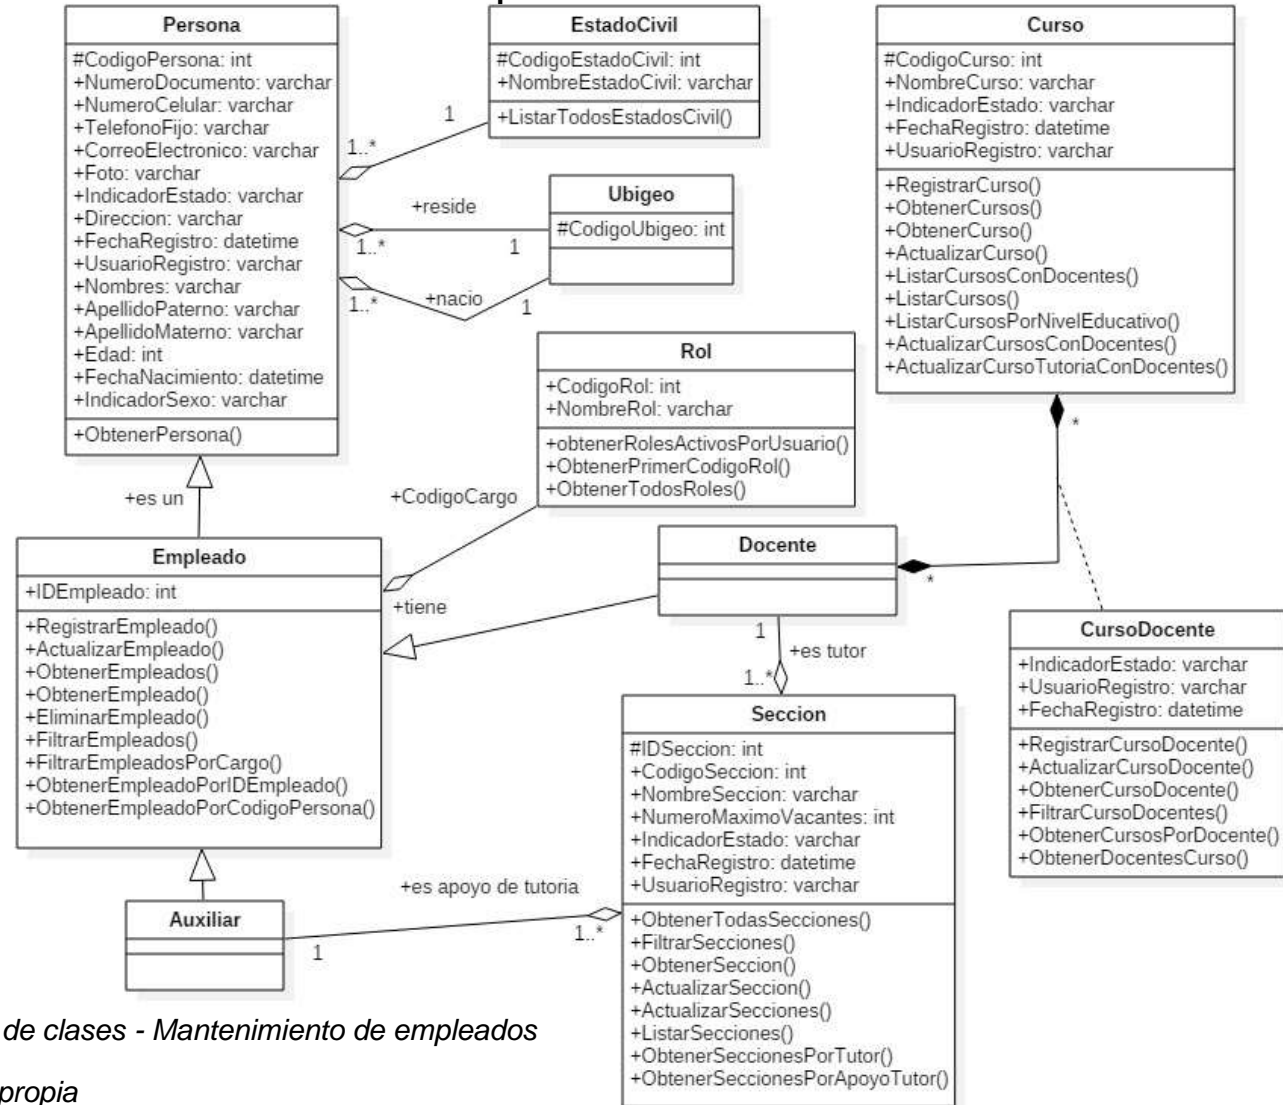 Persona
#CodigoPersona: int
+NumeroDocumento: varchar
+NumeroCelular: varchar
+TelefonoFijo: varchar
+CorreoElectronico: varchar
+Foto: varchar
+IndicadorEstado: varchar
+Direccion: varchar
+FechaRegistro: datetime
+UsuarioRegistro: varchar
+Nombres: varchar
+ApellidoPaterno: varchar
+ApellidoMaterno: varchar
+Edad: int
+FechaNacimiento: datetime
+IndicadorSexo: varchar
+ObtenerPersona()
EstadoCivil
#CodigoEstadoCivil: int
+NombreEstadoCivil: varchar
+ListarTodosEstadosCivil()
1
1..*
Ubigeo
#CodigoUbigeo: int
+reside
1..*
1
+nacio
1..*
1
Curso
#CodigoCurso: int
+NombreCurso: varchar
+IndicadorEstado: varchar
+FechaRegistro: datetime
+UsuarioRegistro: varchar
+RegistrarCurso()
+ObtenerCursos()
+ObtenerCurso()
+ActualizarCurso()
+ListarCursosConDocentes()
+ListarCursos()
+ListarCursosPorNivelEducativo()
+ActualizarCursosConDocentes()
+ActualizarCursoTutoriaConDocentes()
*
Rol
+CodigoRol: int
+NombreRol: varchar
+obtenerRolesActivosPorUsuario()
+ObtenerPrimerCodigoRol()
+ObtenerTodosRoles()
+es un
+CodigoCargo
+tiene
Empleado
+IDEmpleado: int
+RegistrarEmpleado()
+ActualizarEmpleado()
+ObtenerEmpleados()
+ObtenerEmpleado()
+EliminarEmpleado()
+FiltrarEmpleados()
+FiltrarEmpleadosPorCargo()
+ObtenerEmpleadoPorIDEmpleado()
+ObtenerEmpleadoPorCodigoPersona()
Docente
*
1
+es tutor
1..*
CursoDocente
+IndicadorEstado: varchar
+UsuarioRegistro: varchar
+FechaRegistro: datetime
+RegistrarCursoDocente()
+ActualizarCursoDocente()
+ObtenerCursoDocente()
+FiltrarCursoDocentes()
+ObtenerCursosPorDocente()
+ObtenerDocentesCurso()
Seccion
#IDSeccion: int
+CodigoSeccion: int
+NombreSeccion: varchar
+NumeroMaximoVacantes: int
+IndicadorEstado: varchar
+FechaRegistro: datetime
+UsuarioRegistro: varchar
+ObtenerTodasSecciones()
+FiltrarSecciones()
+ObtenerSeccion()
+ActualizarSeccion()
+ActualizarSecciones()
+ListarSecciones()
+ObtenerSeccionesPorTutor()
+ObtenerSeccionesPorApoyoTutor()
+es apoyo de tutoria
1..*
1
Auxiliar
de clases - Mantenimiento de empleados
propia